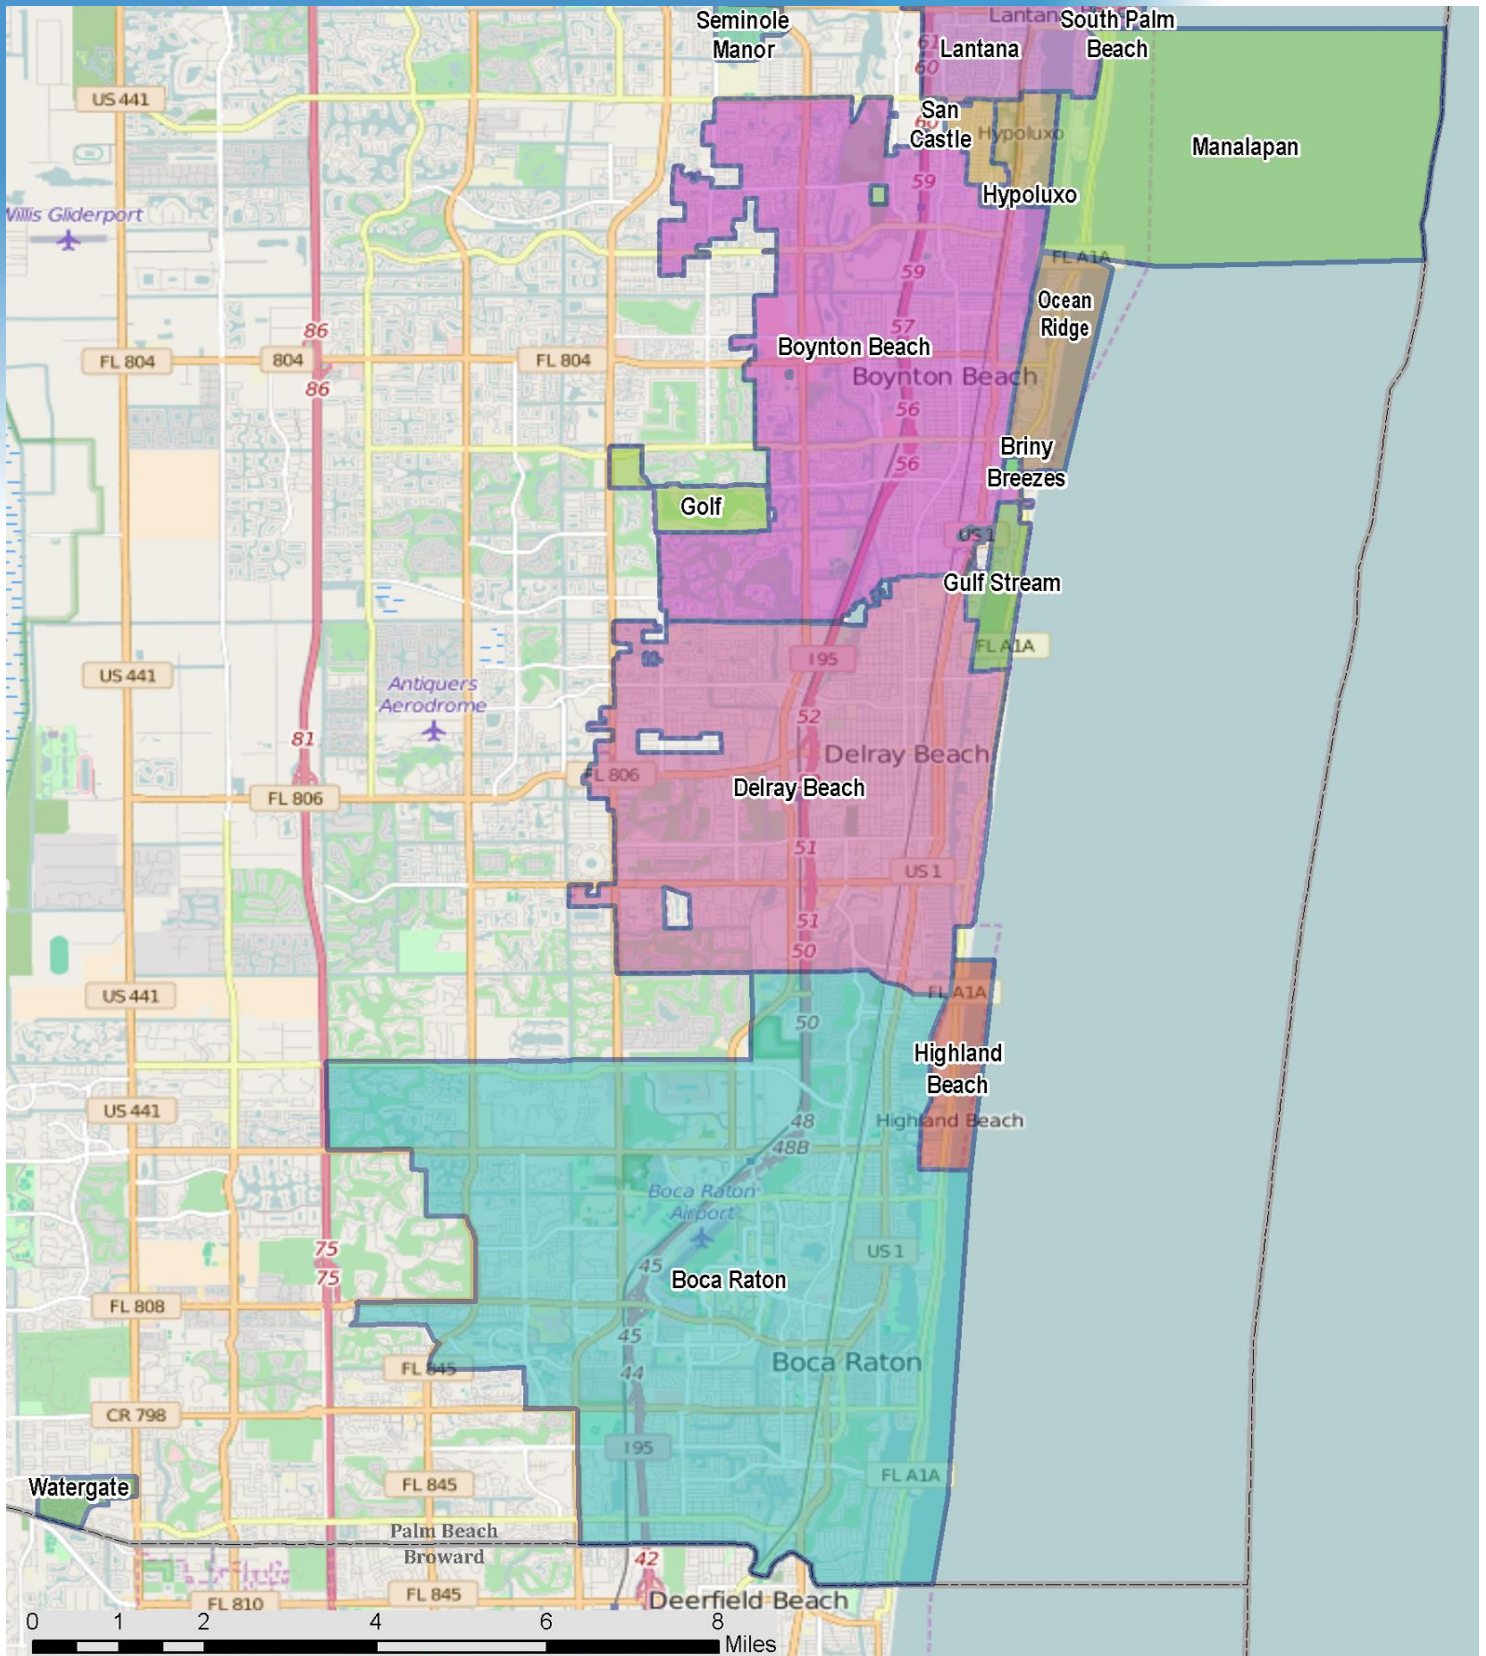 Seminole
Manor
Lantana
South Palm
Beach
61
60
Lantana
US 441
San
Castle
60
Hypoluxo
Manalapan
59
Hypoluxo
Willis Gliderport
FL A1A
59
Ocean
Ridge
86
57
Boynton Beach
FL 804
804
FL 804
86
Boynton Beach
56
Briny
Breezes
56
Golf
US 1
Gulf Stream
FL A1A
I 95
US 441
Antiquers
Aerodrome
52
81
Delray Beach
FL 806
Delray Beach
FL 806
51
US 1
51
50
US 441
FL A1A
50
Highland
Beach
US 441
48
Highland Beach
48B
Boca Raton
Airport
75
US 1
75
45
Boca Raton
FL 808
45
Boca Raton
FL 845
44
CR 798
I 95
FL A1A
Watergate
FL 845
Palm Beach
Broward
42
FL 845
FL 810
Deerfield Beach
0 1 2 4 6 8
Miles